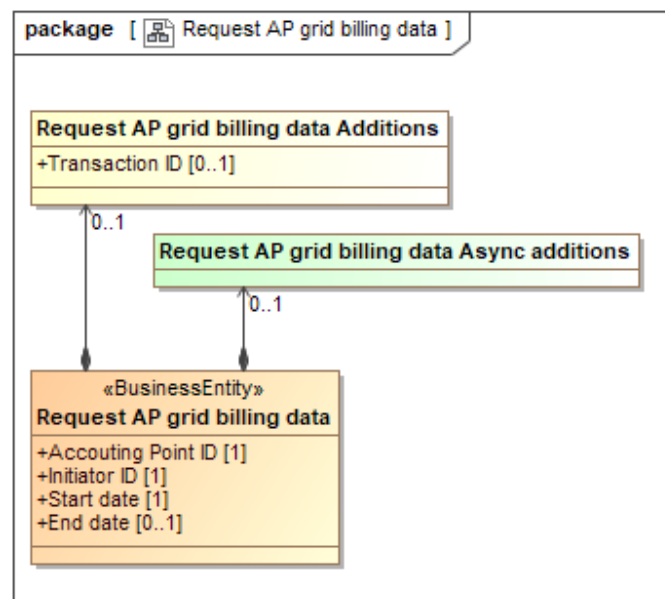 package [ Request AP grid billing data ]
Request AP grid billing data Additions
+Transaction ID [0..1]
0..1
Request AP grid billing data Async additions
0..1
«BusinessEntity»
Request AP grid billing data
+Accouting Point ID [1]
+Initiator ID [1]
+Start date [1]
+End date [0..1]